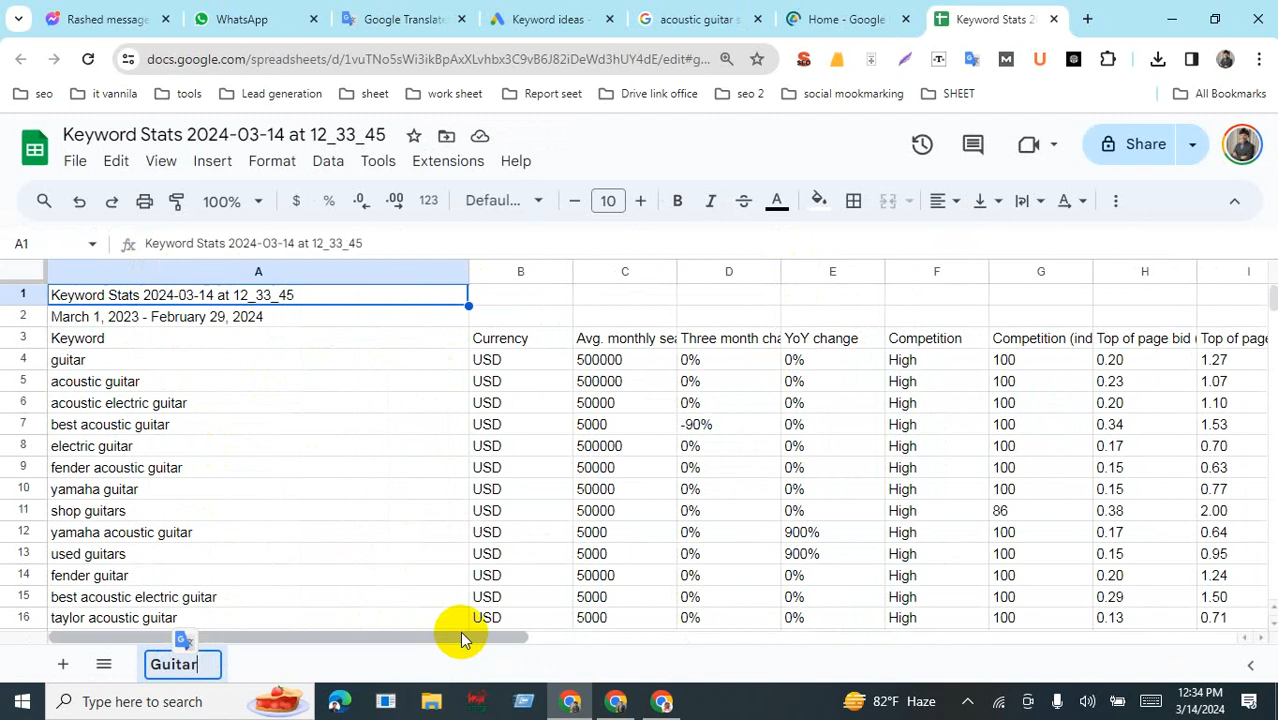 Rashed message
WhatsApp
Google Translate
Keyword ideas -
acoustic guitar s
Home - Google
Keyword Stats 2
docs.google.com/spreadsheets/d/1vuTNo5sWi3ikBpAxXLvhbx3C9vB6J82iDeWd3hUY4dE/edit#g...
seo
it vannila
tools
Lead generation
sheet
work sheet
Report seet
Drive link office
seo 2
social mookmarking
SHEET
All Bookmarks
Keyword Stats 2024-03-14 at 12_33_45
File Edit View Insert Format Data Tools Extensions Help
Share
100% $ % .0 .00 123 Defaul... 10 B I A
A1 fx Keyword Stats 2024-03-14 at 12_33_45
A B C D E F G H I
1 Keyword Stats 2024-03-14 at 12_33_45
2 March 1, 2023 - February 29, 2024
3 Keyword Currency Avg. monthly sea Three month cha YoY change Competition Competition (ind Top of page bid ( Top of page
4 guitar USD 500000 0% 0% High 100 0.20 1.27
5 acoustic guitar USD 500000 0% 0% High 100 0.23 1.07
6 acoustic electric guitar USD 50000 0% 0% High 100 0.20 1.10
7 best acoustic guitar USD 5000 -90% 0% High 100 0.34 1.53
8 electric guitar USD 500000 0% 0% High 100 0.17 0.70
9 fender acoustic guitar USD 50000 0% 0% High 100 0.15 0.63
10 yamaha guitar USD 50000 0% 0% High 100 0.15 0.77
11 shop guitars USD 50000 0% 0% High 86 0.38 2.00
12 yamaha acoustic guitar USD 5000 0% 900% High 100 0.17 0.64
13 used guitars USD 5000 0% 900% High 100 0.15 0.95
14 fender guitar USD 50000 0% 0% High 100 0.20 1.24
15 best acoustic electric guitar USD 5000 0% 0% High 100 0.29 1.50
16 taylor acoustic guitar USD 5000 0% 0% High 100 0.13 0.71
Guitar
Type here to search
82°F Haze
12:34 PM
3/14/2024